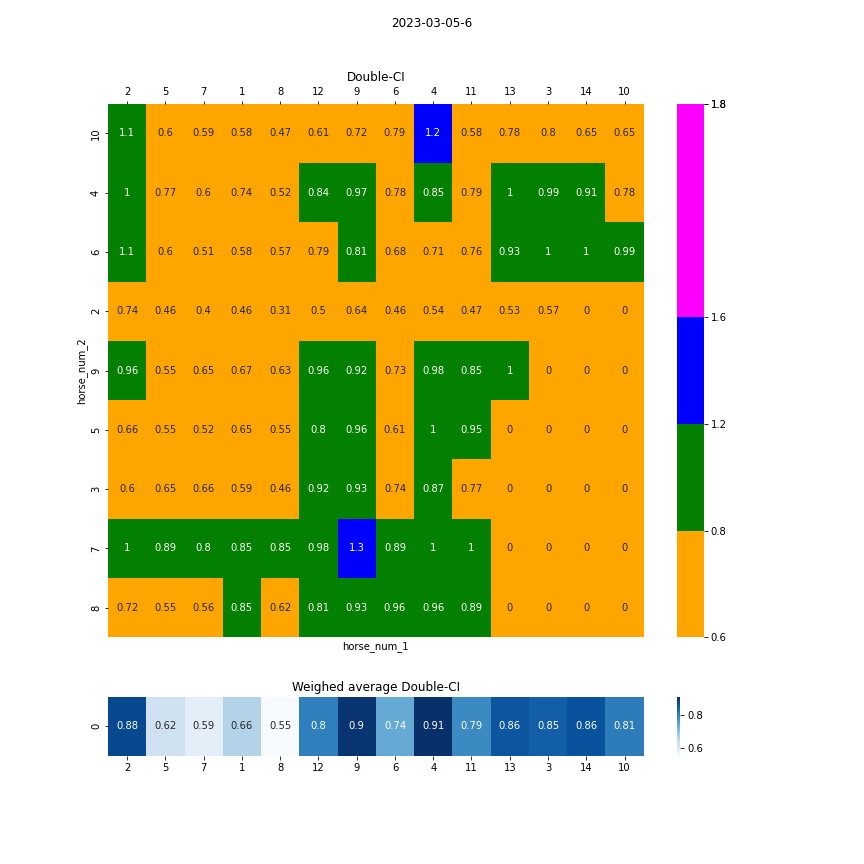 2023-03-05-6
Double-CI
2 5 7 1 8 12 9 6 4 11 13 3 14 10
10 1.1 0.6 0.59 0.58 0.47 0.61 0.72 0.79 1.2 0.58 0.78 0.8 0.65 0.65
4 1 0.77 0.6 0.74 0.52 0.84 0.97 0.78 0.85 0.79 1 0.99 0.91 0.78
6 1.1 0.6 0.51 0.58 0.57 0.79 0.81 0.68 0.71 0.76 0.93 1 1 0.99
2 0.74 0.46 0.4 0.46 0.31 0.5 0.64 0.46 0.54 0.47 0.53 0.57 0 0
horse_num_2
9 0.96 0.55 0.65 0.67 0.63 0.96 0.92 0.73 0.98 0.85 1 0 0 0
5 0.66 0.55 0.52 0.65 0.55 0.8 0.96 0.61 1 0.95 0 0 0 0
3 0.6 0.65 0.66 0.59 0.46 0.92 0.93 0.74 0.87 0.77 0 0 0 0
7 1 0.89 0.8 0.85 0.85 0.98 1.3 0.89 1 1 0 0 0 0
8 0.72 0.55 0.56 0.85 0.62 0.81 0.93 0.96 0.96 0.89 0 0 0 0
horse_num_1
1.8
1.6
1.2
0.8
0.6
Weighed average Double-CI
0 0.88 0.62 0.59 0.66 0.55 0.8 0.9 0.74 0.91 0.79 0.86 0.85 0.86 0.81
2 5 7 1 8 12 9 6 4 11 13 3 14 10
0.8
0.6